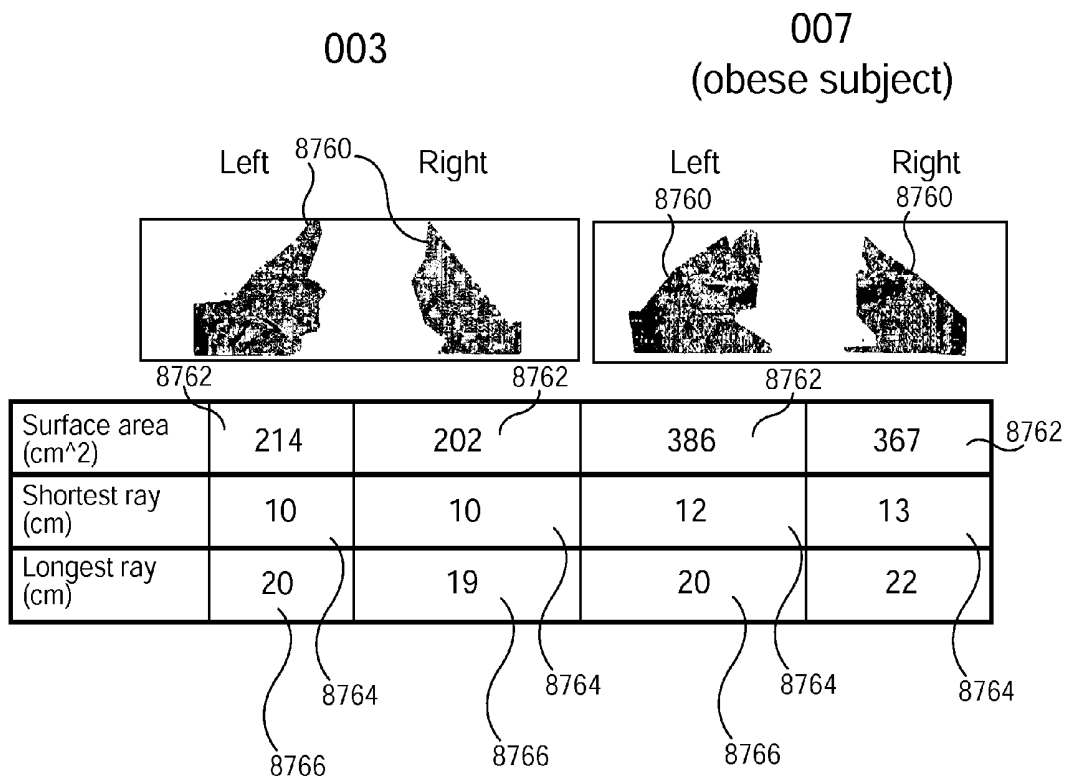 003
007
(obese subject)
Left
8760
Right
Left
8760
Right
8760
8762
8762
8762
Surface area
(cm^2)
214
202
386
367
8762
Shortest ray
(cm)
10
10
12
13
Longest ray
(cm)
20
19
20
22
8764
8764
8764
8764
8766
8766
8766